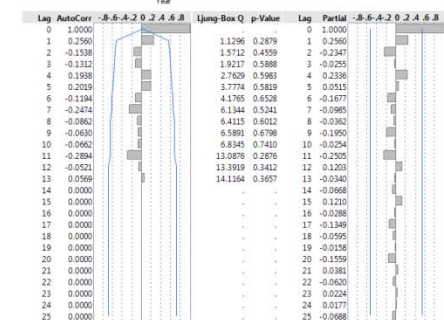 Year
Lag AutoCorr -.8-.6-.4-.2 0 .2 .4 .6 .8 Ljung-Box Q p-Value Lag Partial -.8-.6-.4-.2 0 .2 .4 .6 .8
0 1.0000 . . 0 1.0000
1 0.2560 1.1296 0.2879 1 0.2560
2 -0.1538 1.5712 0.4559 2 -0.2347
3 -0.1312 1.9217 0.5888 3 -0.0255
4 0.1938 2.7629 0.5983 4 0.2336
5 0.2019 3.7774 0.5819 5 0.0515
6 -0.1194 4.1765 0.6528 6 -0.1677
7 -0.2474 6.1344 0.5241 7 -0.0985
8 -0.0862 6.4115 0.6012 8 -0.0362
9 -0.0630 6.5891 0.6798 9 -0.1950
10 -0.0662 6.8345 0.7410 10 -0.0254
11 -0.2894 13.0876 0.2876 11 -0.2505
12 -0.0521 13.3919 0.3412 12 0.1203
13 0.0569 14.1164 0.3657 13 -0.0340
14 0.0000 . . 14 -0.0668
15 0.0000 . . 15 0.1210
16 0.0000 . . 16 -0.0288
17 0.0000 . . 17 -0.1349
18 0.0000 . . 18 -0.0595
19 0.0000 . . 19 -0.0158
20 0.0000 . . 20 -0.1559
21 0.0000 . . 21 0.0381
22 0.0000 . . 22 -0.0620
23 0.0000 . . 23 0.0224
24 0.0000 . . 24 0.0177
25 0.0000 . . 25 -0.0688